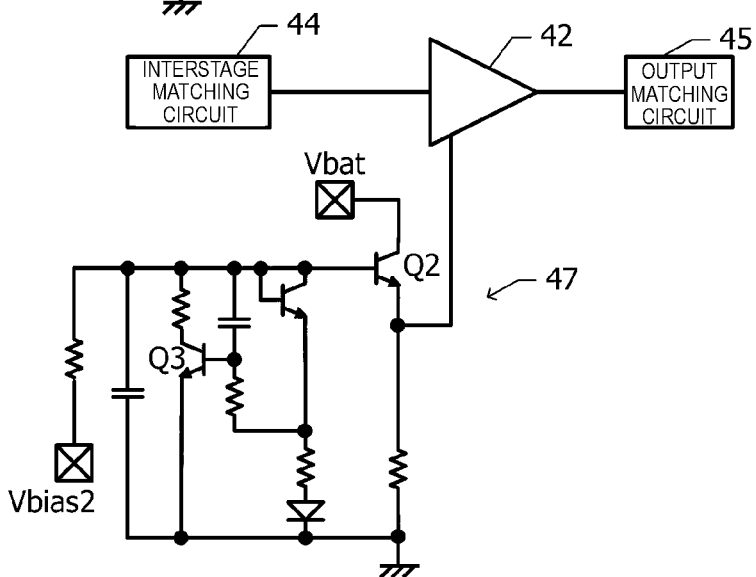 44
42
45
INTERSTAGE
MATCHING
CIRCUIT
OUTPUT
MATCHING
CIRCUIT
Vbat
Q2
47
Q3
Vbias2